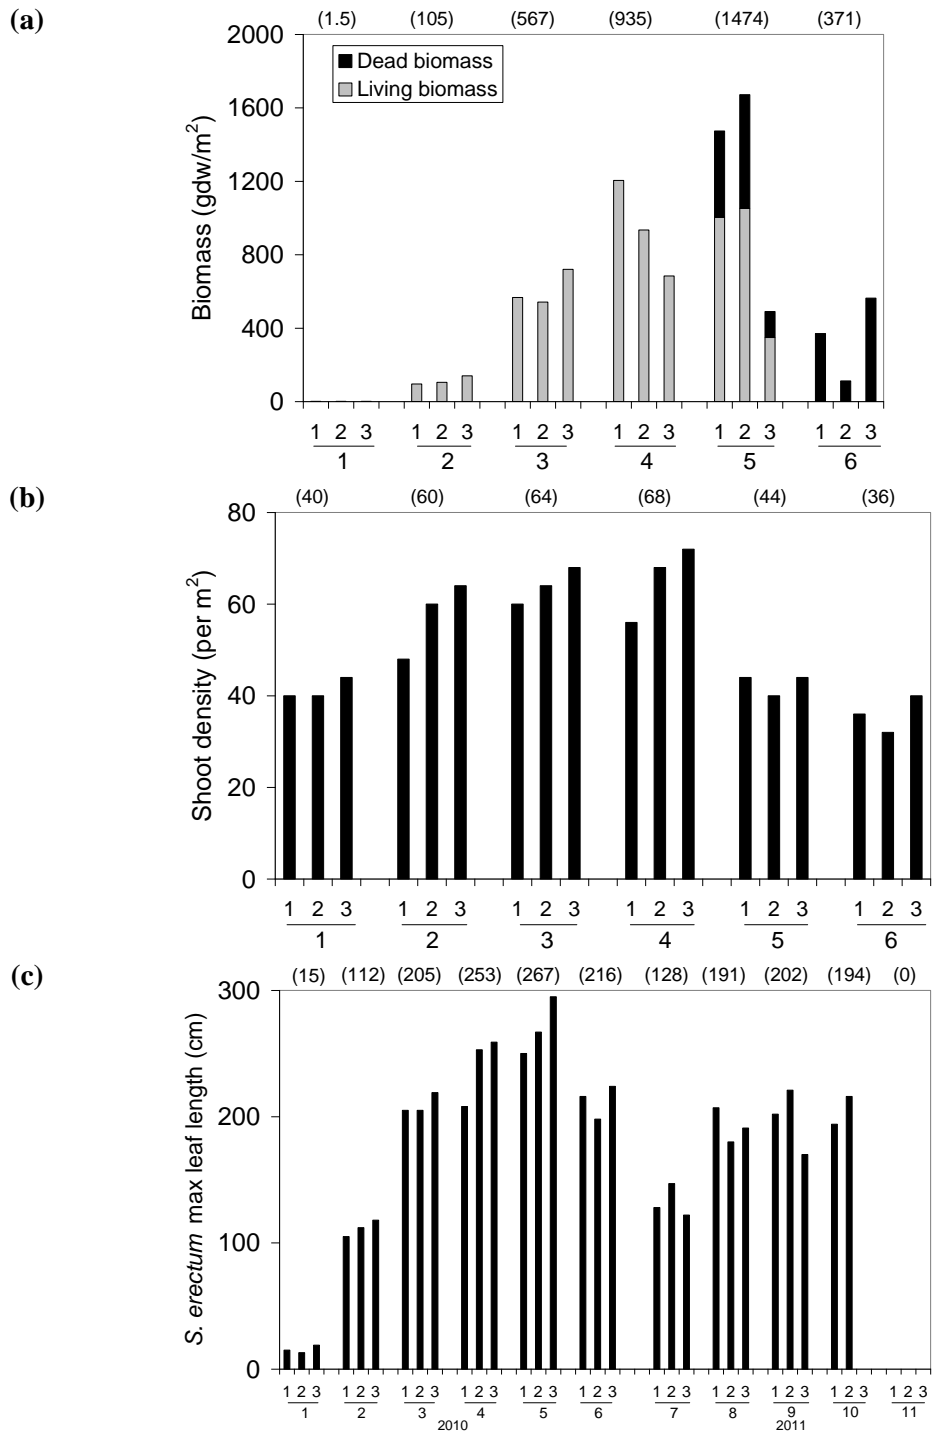 (a)
(1.5) (105) (567) (935) (1474) (371)
2000
Dead biomass
Living biomass
1600
1200
800
400
0
Biomass (gdw/m²)
1 2 3 1 2 3 1 2 3 1 2 3 1 2 3 1 2 3
1 2 3 4 5 6
(b)
(40) (60) (64) (68) (44) (36)
80
60
40
20
0
Shoot density (per m²)
1 2 3 1 2 3 1 2 3 1 2 3 1 2 3 1 2 3
1 2 3 4 5 6
(c)
(15) (112) (205) (253) (267) (216) (128) (191) (202) (194) (0)
300
200
100
0
S. erectum max leaf length (cm)
1 2 3 1 2 3 1 2 3 1 2 3 1 2 3 1 2 3 1 2 3 1 2 3 1 2 3 1 2 3 1 2 3
1 2 3 4 5 6 7 8 9 10 11
2010 2011